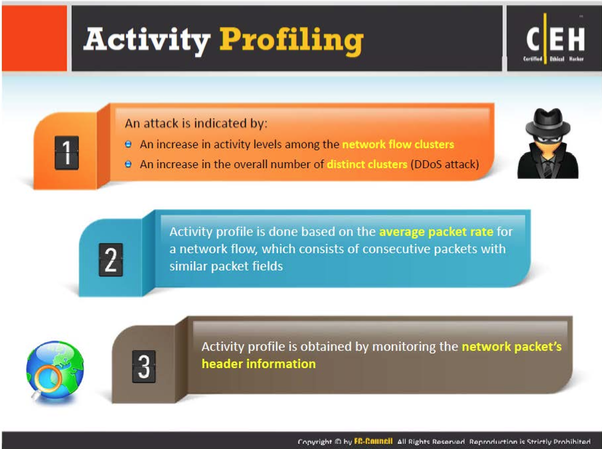 Activity Profiling
C|EH
Certified Ethical Hacker
1
An attack is indicated by:
An increase in activity levels among the network flow clusters
An increase in the overall number of distinct clusters (DDoS attack)
2
Activity profile is done based on the average packet rate for
a network flow, which consists of consecutive packets with
similar packet fields
3
Activity profile is obtained by monitoring the network packet's
header information
Copyright © by EC-Council. All Rights Reserved. Reproduction is Strictly Prohibited.